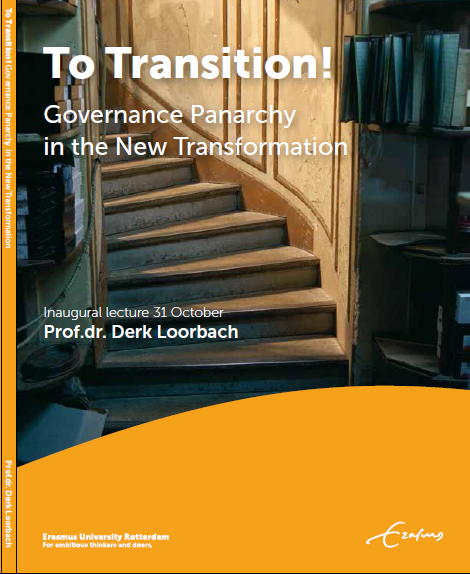 To Transition! Governance Panarchy in the New Transformation
Prof.dr. Derk Loorbach
To Transition!
Governance Panarchy
in the New Transformation
Inaugural lecture 31 October
Prof.dr. Derk Loorbach
Erasmus University Rotterdam
For ambitious thinkers and doers.
Erasmus